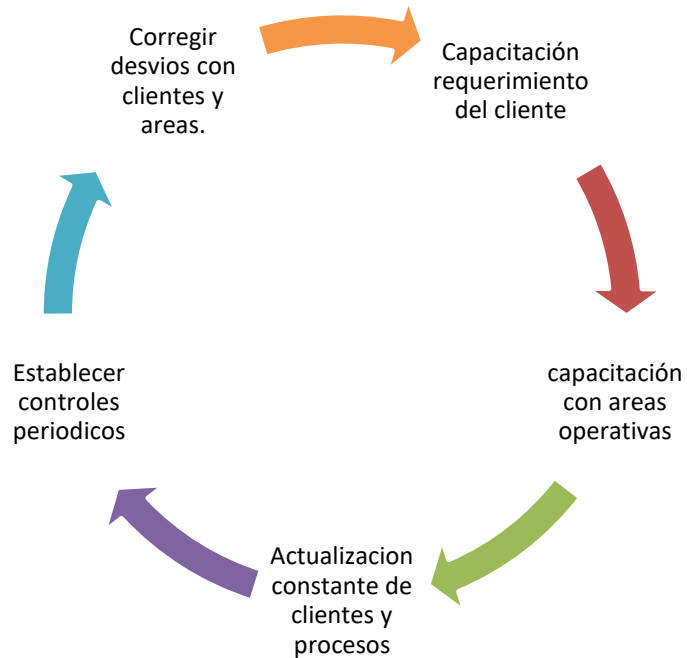 Corregir
desvios con
clientes y
areas.
Capacitación
requerimiento
del cliente
capacitación
con areas
operativas
Actualizacion
constante de
clientes y
procesos
Establecer
controles
periodicos